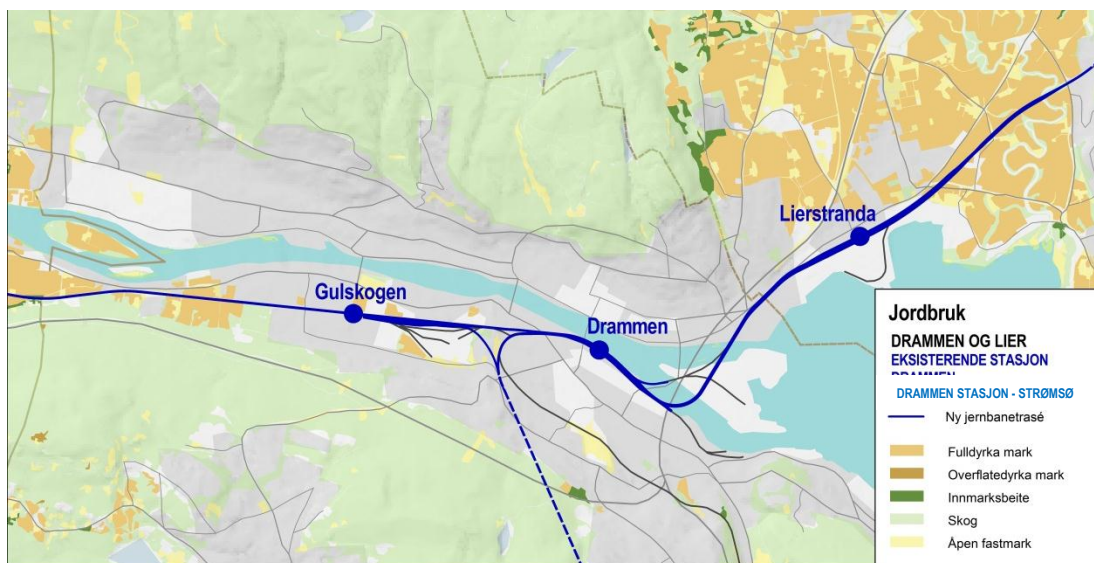 Lierstranda
Gulskogen
Drammen
Jordbruk
DRAMMEN OG LIER
EKSISTERENDE STASJON
DRAMMEN
DRAMMEN STASJON - STRØMSØ
Ny jernbanetrasé
Fulldyrka mark
Overflatedyrka mark
Innmarksbeite
Skog
Åpen fastmark